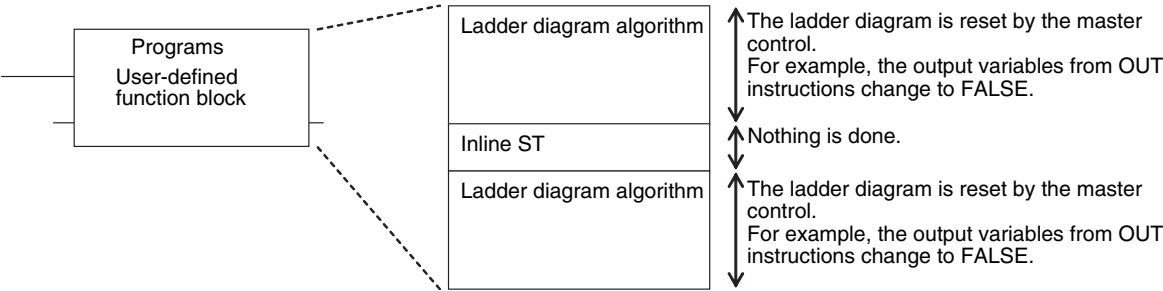 Programs
User-defined
function block
Ladder diagram algorithm
The ladder diagram is reset by the master
control.
For example, the output variables from OUT
instructions change to FALSE.
Inline ST
Nothing is done.
Ladder diagram algorithm
The ladder diagram is reset by the master
control.
For example, the output variables from OUT
instructions change to FALSE.